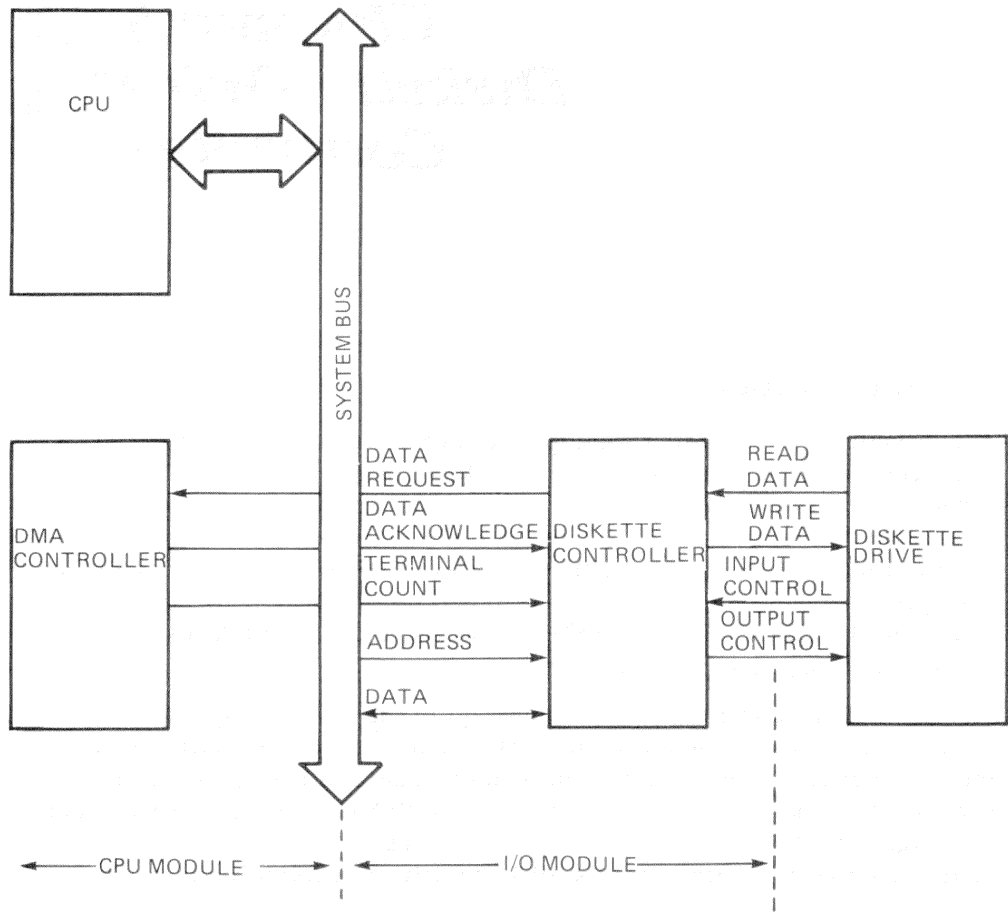 CPU
SYSTEM BUS
DATA
REQUEST
DATA
ACKNOWLEDGE
TERMINAL
COUNT
ADDRESS
DATA
DMA
CONTROLLER
DISKETTE
CONTROLLER
READ
DATA
WRITE
DATA
INPUT
CONTROL
OUTPUT
CONTROL
DISKETTE
DRIVE
CPU MODULE
I/O MODULE